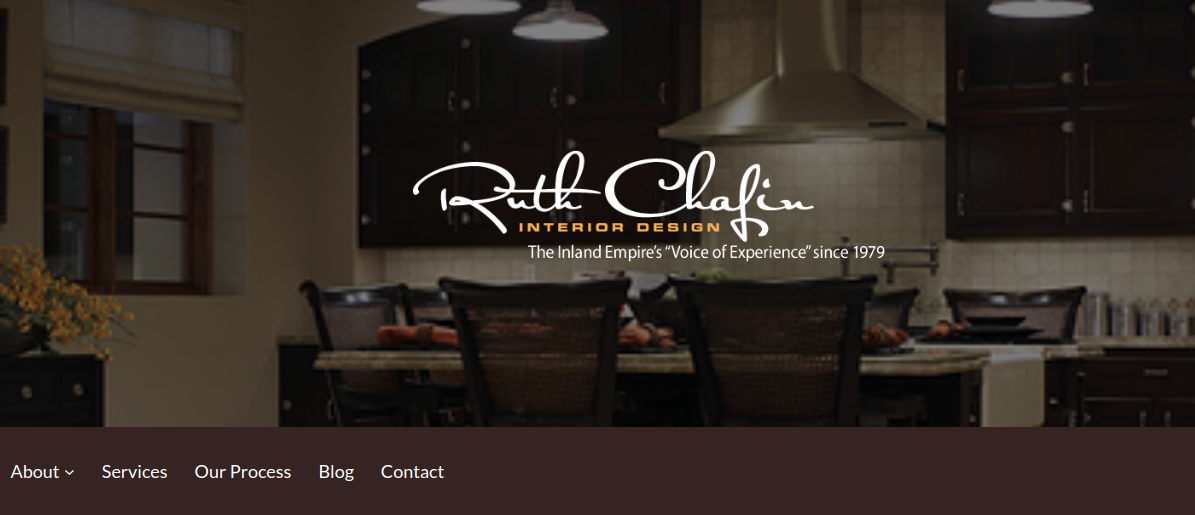 Ruth Chafin
INTERIOR DESIGN
The Inland Empire's “Voice of Experience” since 1979
About
Services
Our Process
Blog
Contact